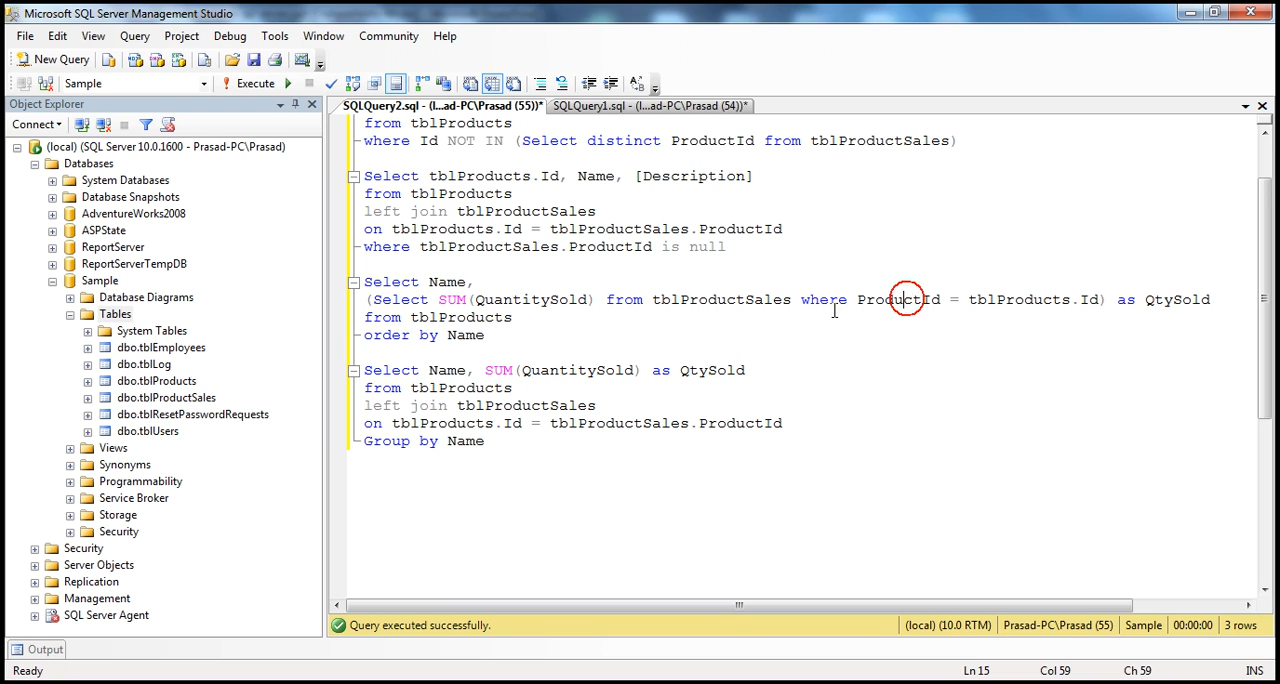 Microsoft SQL Server Management Studio
File Edit View Query Project Debug Tools Window Community Help
New Query
Sample Execute
Object Explorer
SQLQuery2.sql - (l...ad-PC\Prasad (55))* SQLQuery1.sql - (l...ad-PC\Prasad (54))*
Connect
(local) (SQL Server 10.0.1600 - Prasad-PC\Prasad)
Databases
System Databases
Database Snapshots
AdventureWorks2008
ASPState
ReportServer
ReportServerTempDB
Sample
Database Diagrams
Tables
System Tables
dbo.tblEmployees
dbo.tblLog
dbo.tblProducts
dbo.tblProductSales
dbo.tblResetPasswordRequests
dbo.tblUsers
Views
Synonyms
Programmability
Service Broker
Storage
Security
Security
Server Objects
Replication
Management
SQL Server Agent
from tblProducts
where Id NOT IN (Select distinct ProductId from tblProductSales)
Select tblProducts.Id, Name, [Description]
from tblProducts
left join tblProductSales
on tblProducts.Id = tblProductSales.ProductId
where tblProductSales.ProductId is null
Select Name,
(Select SUM(QuantitySold) from tblProductSales where ProductId = tblProducts.Id) as QtySold
from tblProducts
order by Name
Select Name, SUM(QuantitySold) as QtySold
from tblProducts
left join tblProductSales
on tblProducts.Id = tblProductSales.ProductId
Group by Name
Query executed successfully. (local) (10.0 RTM) Prasad-PC\Prasad (55) Sample 00:00:00 3 rows
Output
Ready Ln 15 Col 59 Ch 59 INS